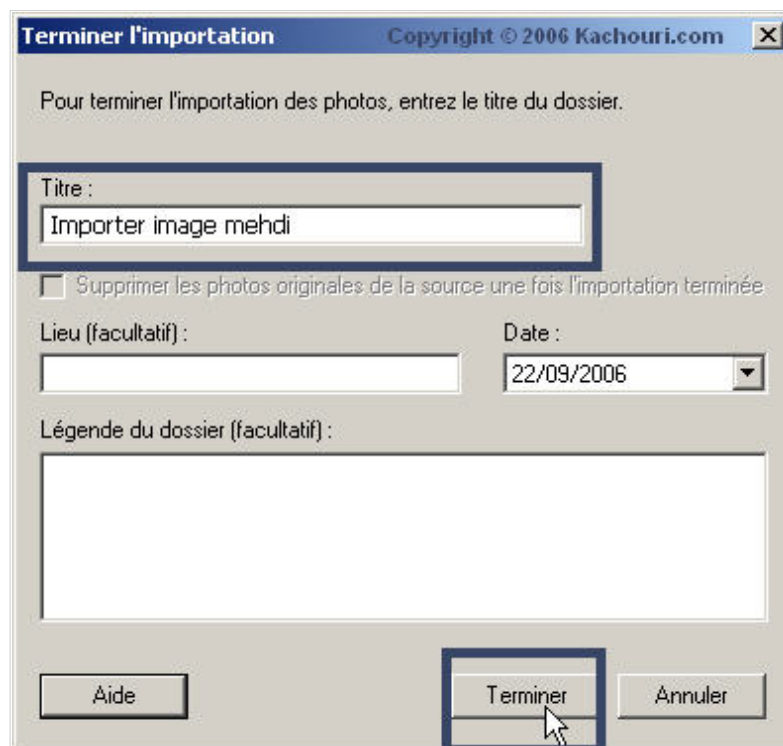 Terminer l'importation Copyright © 2006 Kachouri.com
Pour terminer l'importation des photos, entrez le titre du dossier.
Titre :
Importer image mehdi
Supprimer les photos originales de la source une fois l'importation terminée
Lieu (facultatif) : Date :
22/09/2006
Légende du dossier (facultatif) :
Aide Terminer Annuler